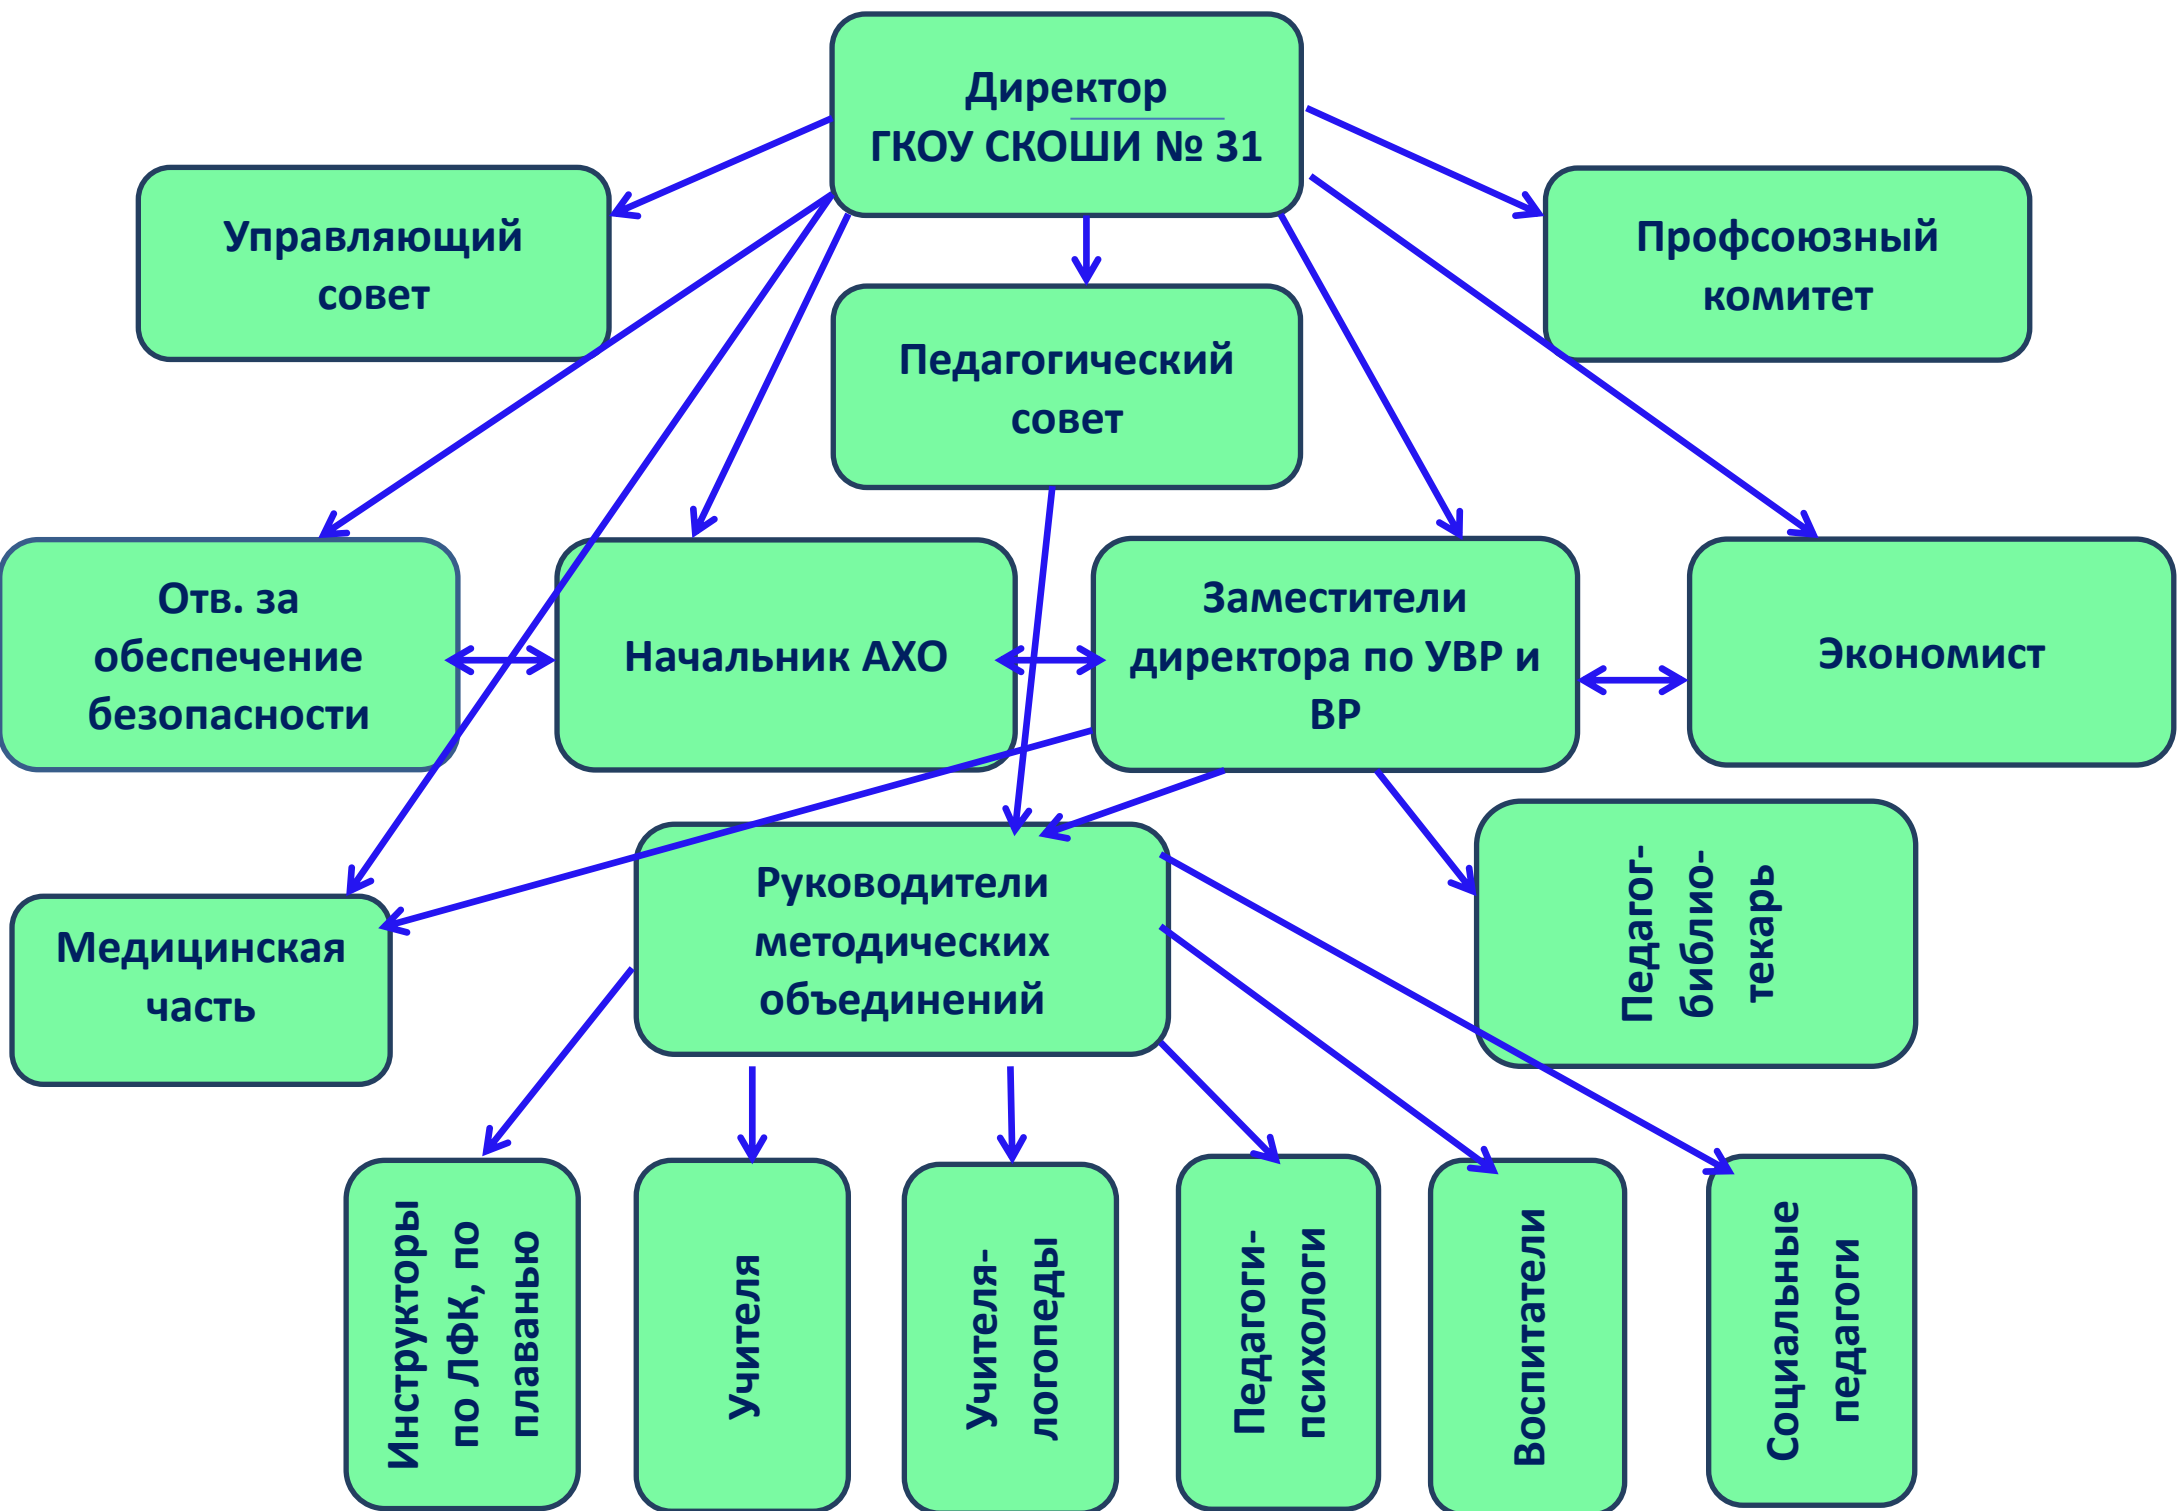 Директор
ГКОУ СКОШИ № 31
Управляющий
совет
Профсоюзный
комитет
Педагогический
совет
Отв. за
обеспечение
безопасности
Начальник АХО
Заместители
директора по УВР и
ВР
Экономист
Медицинская
часть
Руководители
методических
объединений
Педагог-
библио-
текарь
Инструкторы
по ЛФК, по
плаванью
Учителя
Учителя-
логопеды
Педагоги-
психологи
Воспитатели
Социальные
педагоги